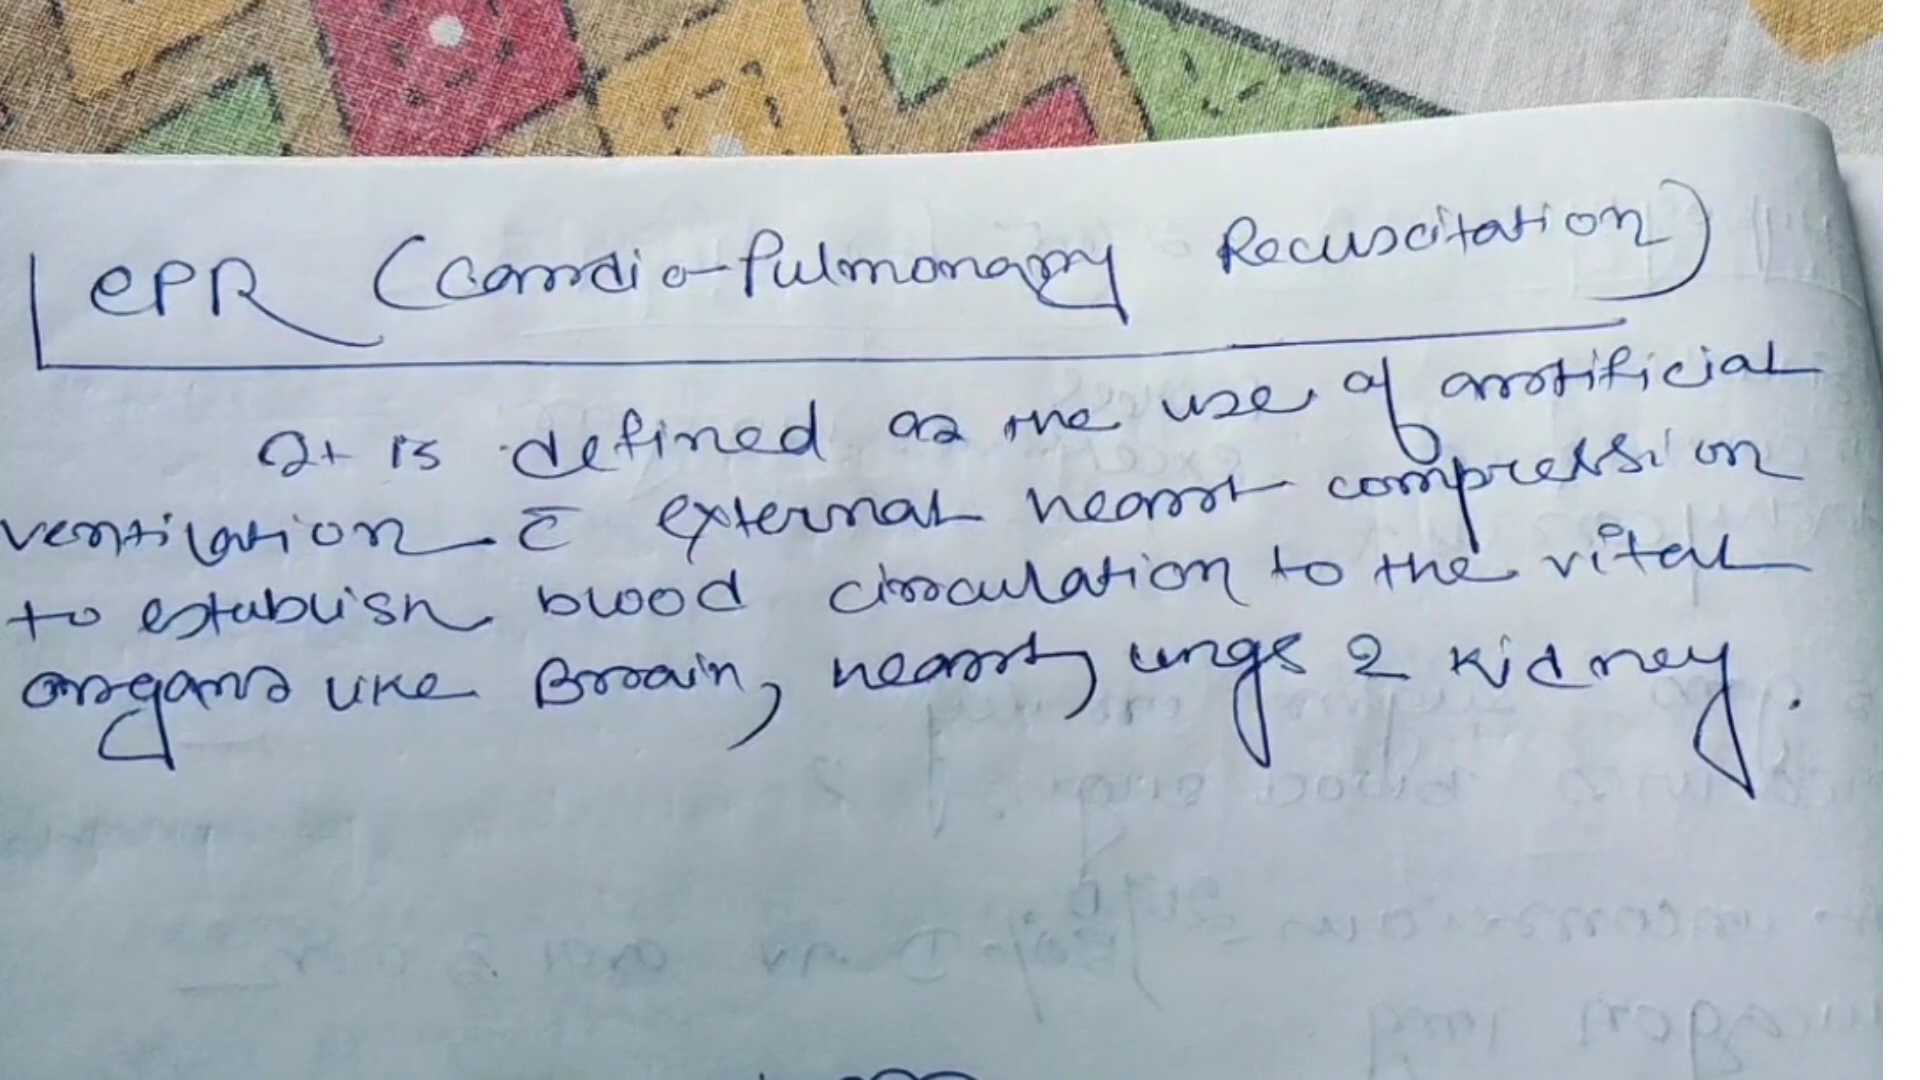 CPR (Cardio-Pulmonary Recuscitation)
It is defined as the use of artificial
ventilation c̄ external heart compression
to establish blood circulation to the vital
organs like Brain, heart, lungs & kidney.